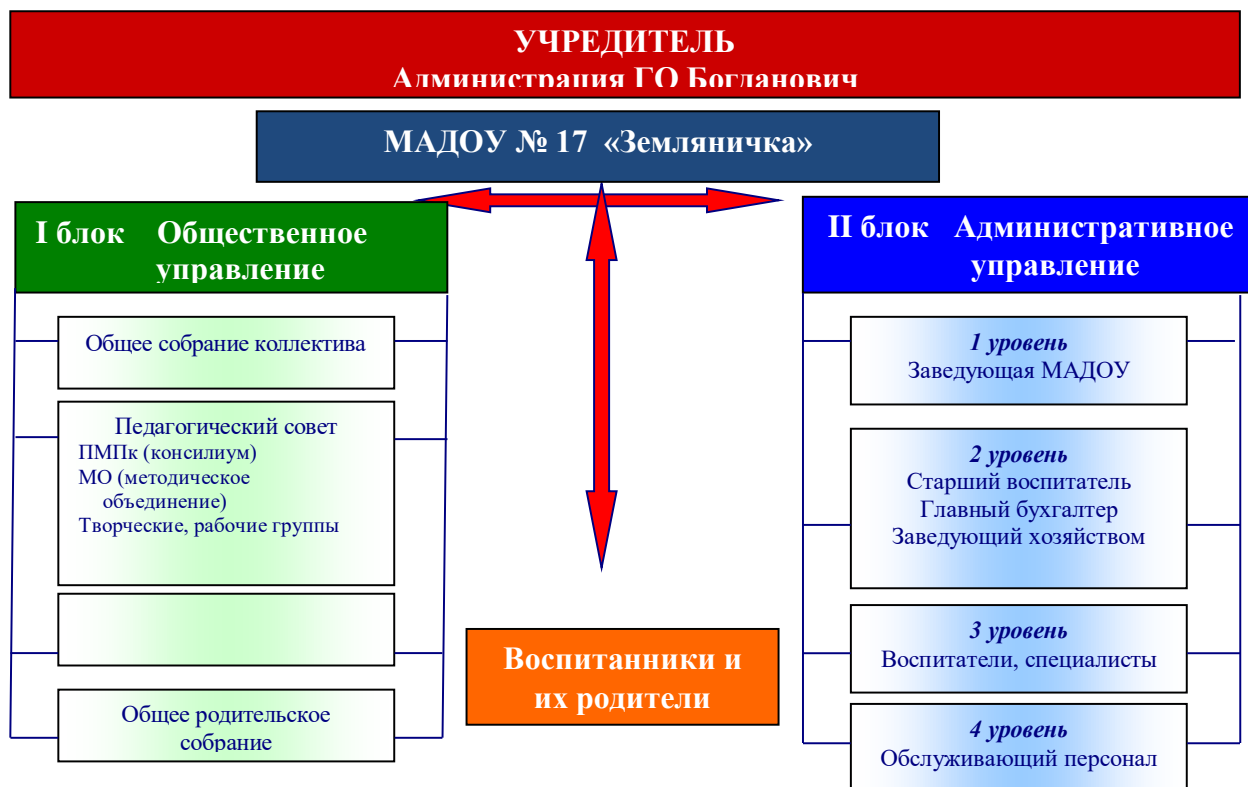 УЧРЕДИТЕЛЬ
Администрация ГО Богданович
МАДОУ № 17 «Земляничка»
I блок Общественное
управление
Общее собрание коллектива
Педагогический совет
ПМПк (консилиум)
МО (методическое
объединение)
Творческие, рабочие группы
Общее родительское
собрание
Воспитанники и
их родители
II блок Административное
управление
1 уровень
Заведующая МАДОУ
2 уровень
Старший воспитатель
Главный бухгалтер
Заведующий хозяйством
3 уровень
Воспитатели, специалисты
4 уровень
Обслуживающий персонал